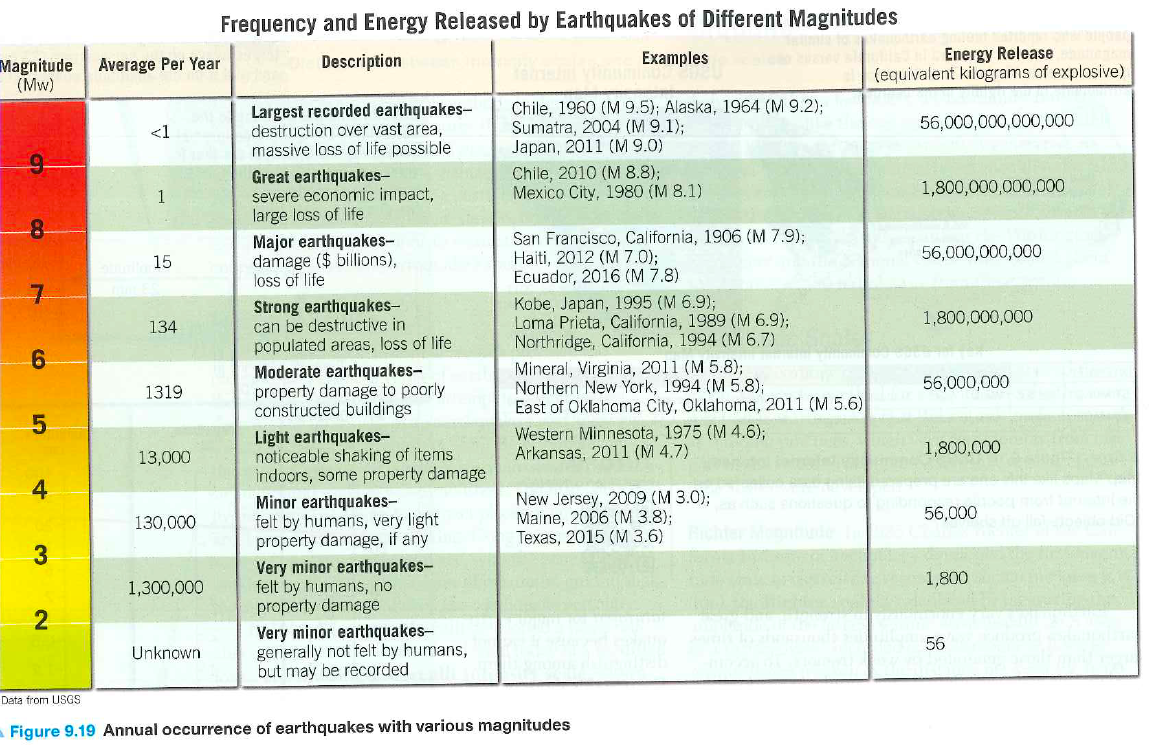 Frequency and Energy Released by Earthquakes of Different Magnitudes
Magnitude
(Mw)
Average Per Year
Description
Examples
Energy Release
(equivalent kilograms of explosive)
<1
Largest recorded earthquakes–
destruction over vast area,
massive loss of life possible
Chile, 1960 (M 9.5); Alaska, 1964 (M 9.2);
Sumatra, 2004 (M 9.1);
Japan, 2011 (M 9.0)
56,000,000,000,000
9
1
Great earthquakes–
severe economic impact,
large loss of life
Chile, 2010 (M 8.8);
Mexico City, 1980 (M 8.1)
1,800,000,000,000
8
15
Major earthquakes–
damage ($ billions),
loss of life
San Francisco, California, 1906 (M 7.9);
Haiti, 2012 (M 7.0);
Ecuador, 2016 (M 7.8)
56,000,000,000
7
134
Strong earthquakes–
can be destructive in
populated areas, loss of life
Kobe, Japan, 1995 (M 6.9);
Loma Prieta, California, 1989 (M 6.9);
Northridge, California, 1994 (M 6.7)
1,800,000,000
6
1319
Moderate earthquakes–
property damage to poorly
constructed buildings
Mineral, Virginia, 2011 (M 5.8);
Northern New York, 1994 (M 5.8);
East of Oklahoma City, Oklahoma, 2011 (M 5.6)
56,000,000
5
13,000
Light earthquakes–
noticeable shaking of items
indoors, some property damage
Western Minnesota, 1975 (M 4.6);
Arkansas, 2011 (M 4.7)
1,800,000
4
130,000
Minor earthquakes–
felt by humans, very light
property damage, if any
New Jersey, 2009 (M 3.0);
Maine, 2006 (M 3.8);
Texas, 2015 (M 3.6)
56,000
3
1,300,000
Very minor earthquakes–
felt by humans, no
property damage
1,800
2
Unknown
Very minor earthquakes–
generally not felt by humans,
but may be recorded
56
Data from USGS
Figure 9.19 Annual occurrence of earthquakes with various magnitudes